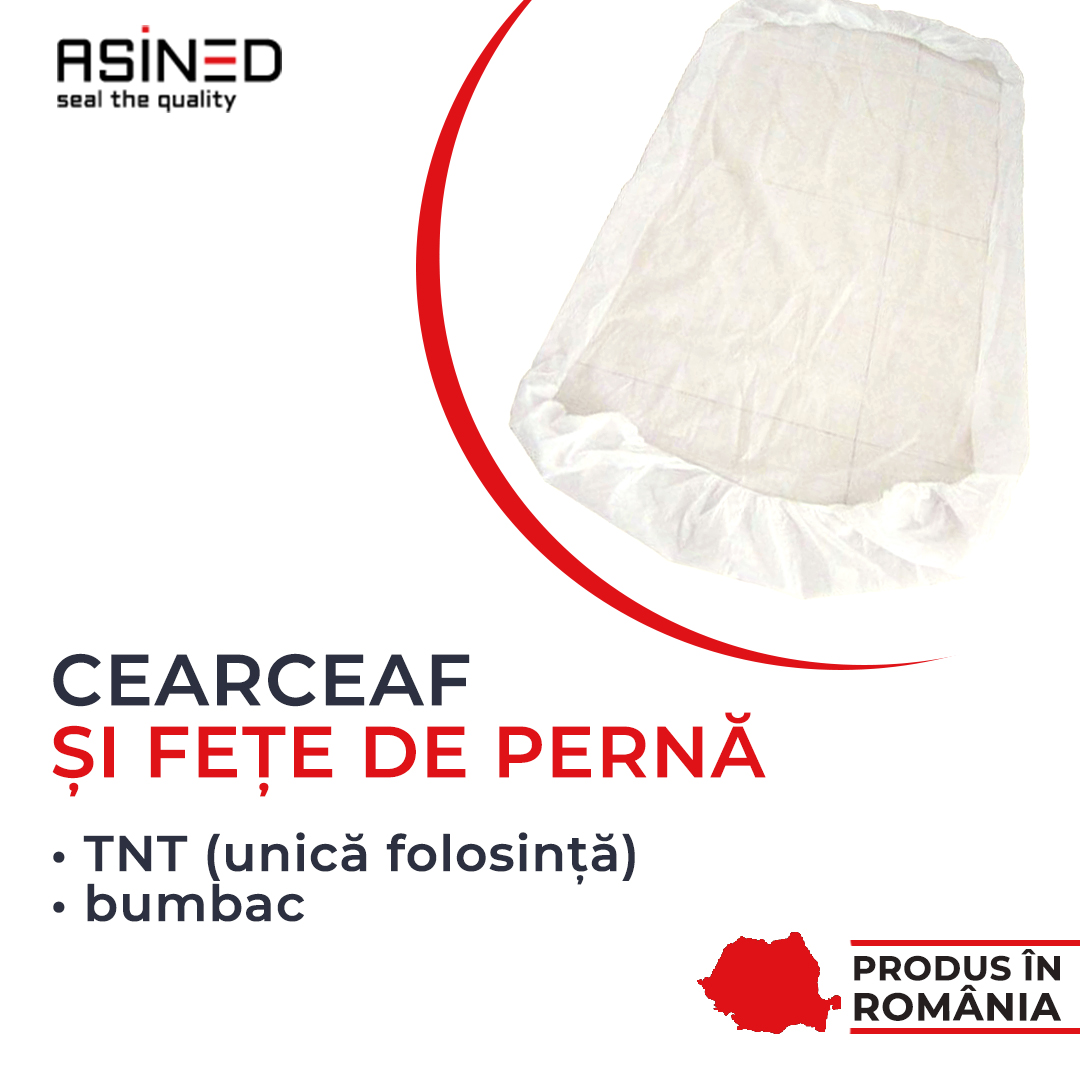 ASINED
seal the quality
CEARCEAF
ȘI FEȚE DE PERNĂ
• TNT (unică folosință)
• bumbac
PRODUS ÎN
ROMÂNIA